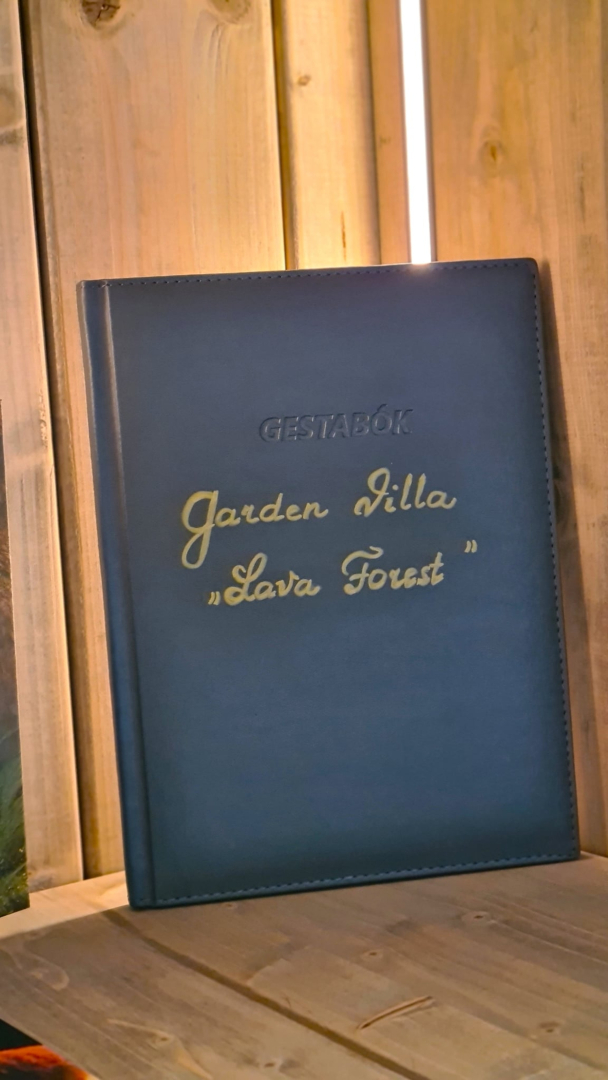 GESTABÓK
Garden Villa
„Lava Forest”